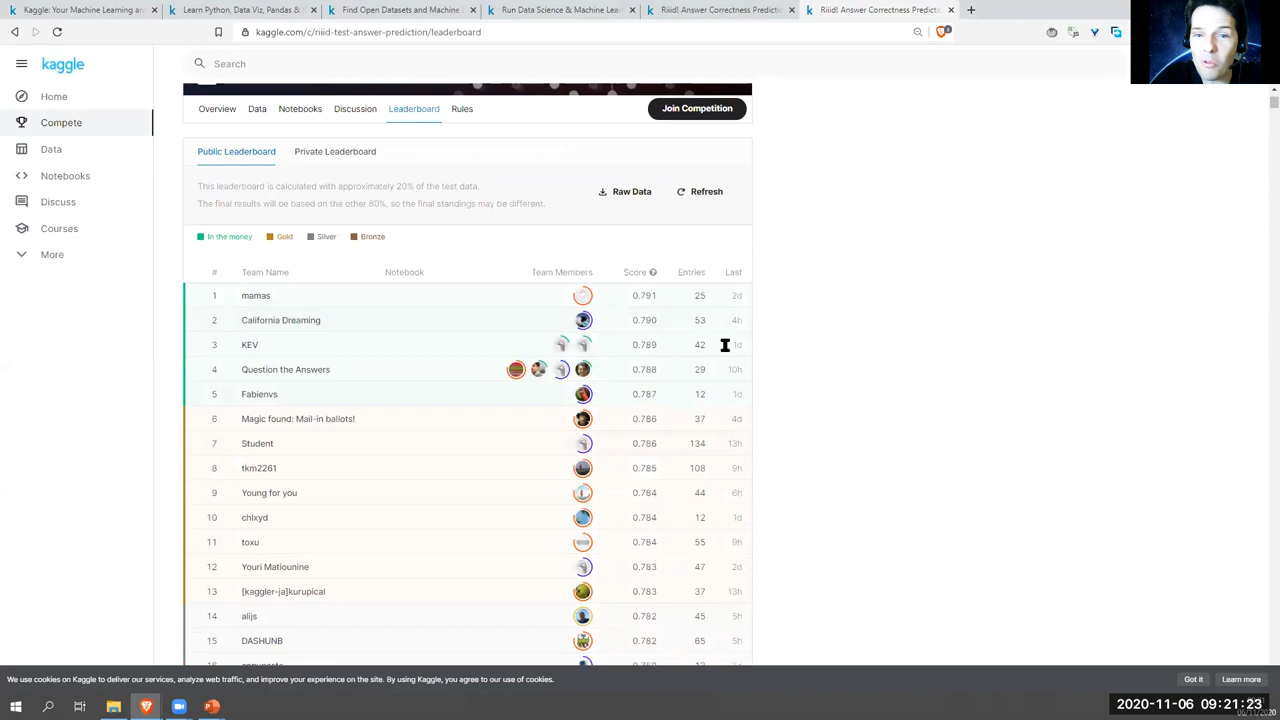 Kaggle: Your Machine Learning an
Learn Python, Data Viz, Pandas &
Find Open Datasets and Machine L
Run Data Science & Machine Lear
Riiid! Answer Correctness Predictio
Riiid! Answer Correctness Predictio
kaggle.com/c/riiid-test-answer-prediction/leaderboard
kaggle
Search
Home
Compete
Data
Notebooks
Discuss
Courses
More
Overview Data Notebooks Discussion Leaderboard Rules Join Competition
Public Leaderboard Private Leaderboard
This leaderboard is calculated with approximately 20% of the test data.
The final results will be based on the other 80%, so the final standings may be different.
Raw Data Refresh
In the money Gold Silver Bronze
# Team Name Notebook Team Members Score Entries Last
1 mamas 0.791 25 2d
2 California Dreaming 0.790 53 4h
3 KEV 0.789 42 1d
4 Question the Answers 0.788 29 10h
5 Fabienvs 0.787 12 1d
6 Magic found: Mail-in ballots! 0.786 37 4d
7 Student 0.786 134 13h
8 tkm2261 0.785 108 9h
9 Young for you 0.784 44 6h
10 chlxyd 0.784 12 1d
11 toxu 0.784 55 9h
12 Youri Matiounine 0.783 47 2d
13 [kaggler-ja]kurupical 0.783 37 13h
14 alijs 0.782 45 5h
15 DASHUNB 0.782 65 5h
We use cookies on Kaggle to deliver our services, analyze web traffic, and improve your experience on the site. By using Kaggle, you agree to our use of cookies.
Got it Learn more
2020-11-06 09:21:23